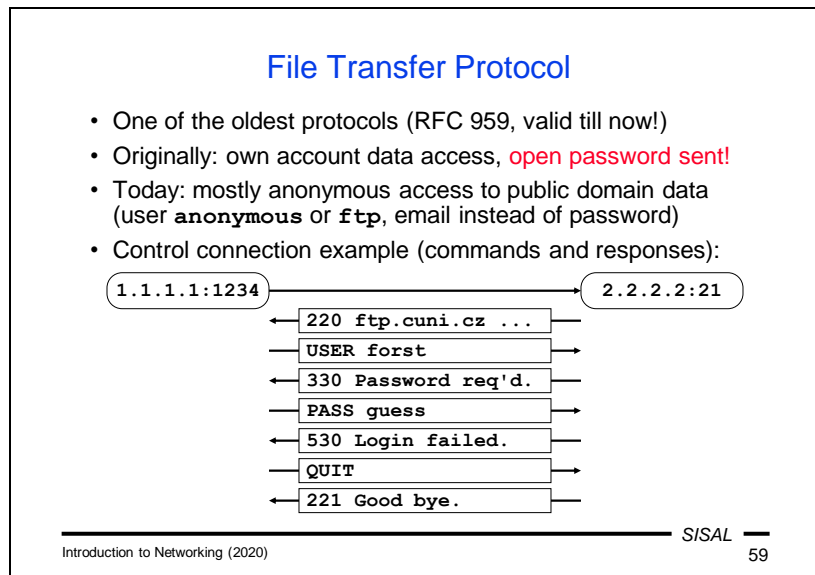 File Transfer Protocol
• One of the oldest protocols (RFC 959, valid till now!)
• Originally: own account data access, open password sent!
• Today: mostly anonymous access to public domain data
(user anonymous or ftp, email instead of password)
• Control connection example (commands and responses):
1.1.1.1:1234 2.2.2.2:21
220 ftp.cuni.cz ...
USER forst
330 Password req'd.
PASS guess
530 Login failed.
QUIT
221 Good bye.
SISAL
Introduction to Networking (2020) 59